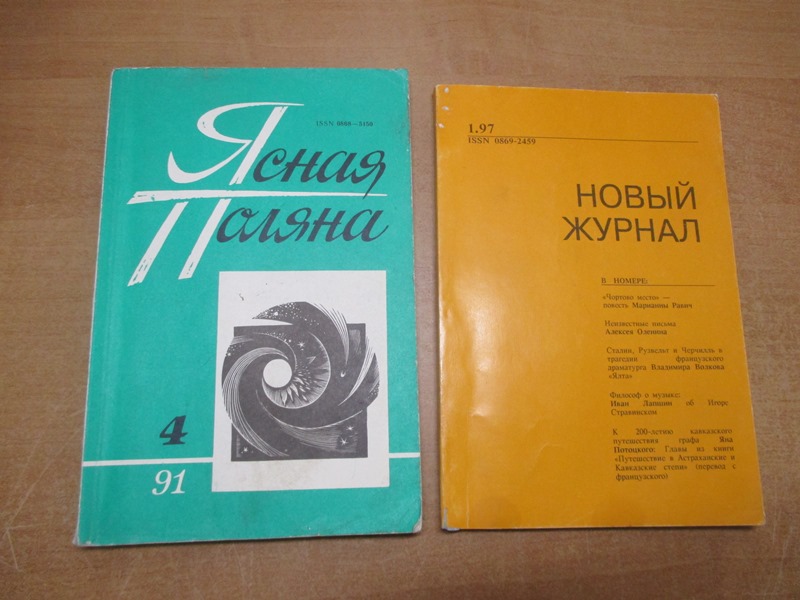 ISSN 0868—3158
Ясная
Поляна
4
91
1.97
ISSN 0869-2459
НОВЫЙ
ЖУРНАЛ
В НОМЕРЕ:
«Чортово место» —
повесть Марианны Равич
Неизвестные письма
Алексея Оленина
Сталин, Рузвельт и Черчилль в
трагедии французского
драматурга Владимира Волкова
«Ялта»
Философ о музыке:
Иван Лапшин об Игоре
Стравинском
К 200-летию кавказского
путешествия графа Яна
Потоцкого: Главы из книги
«Путешествие в Астраханские и
Кавказские степи» (перевод с
французского)